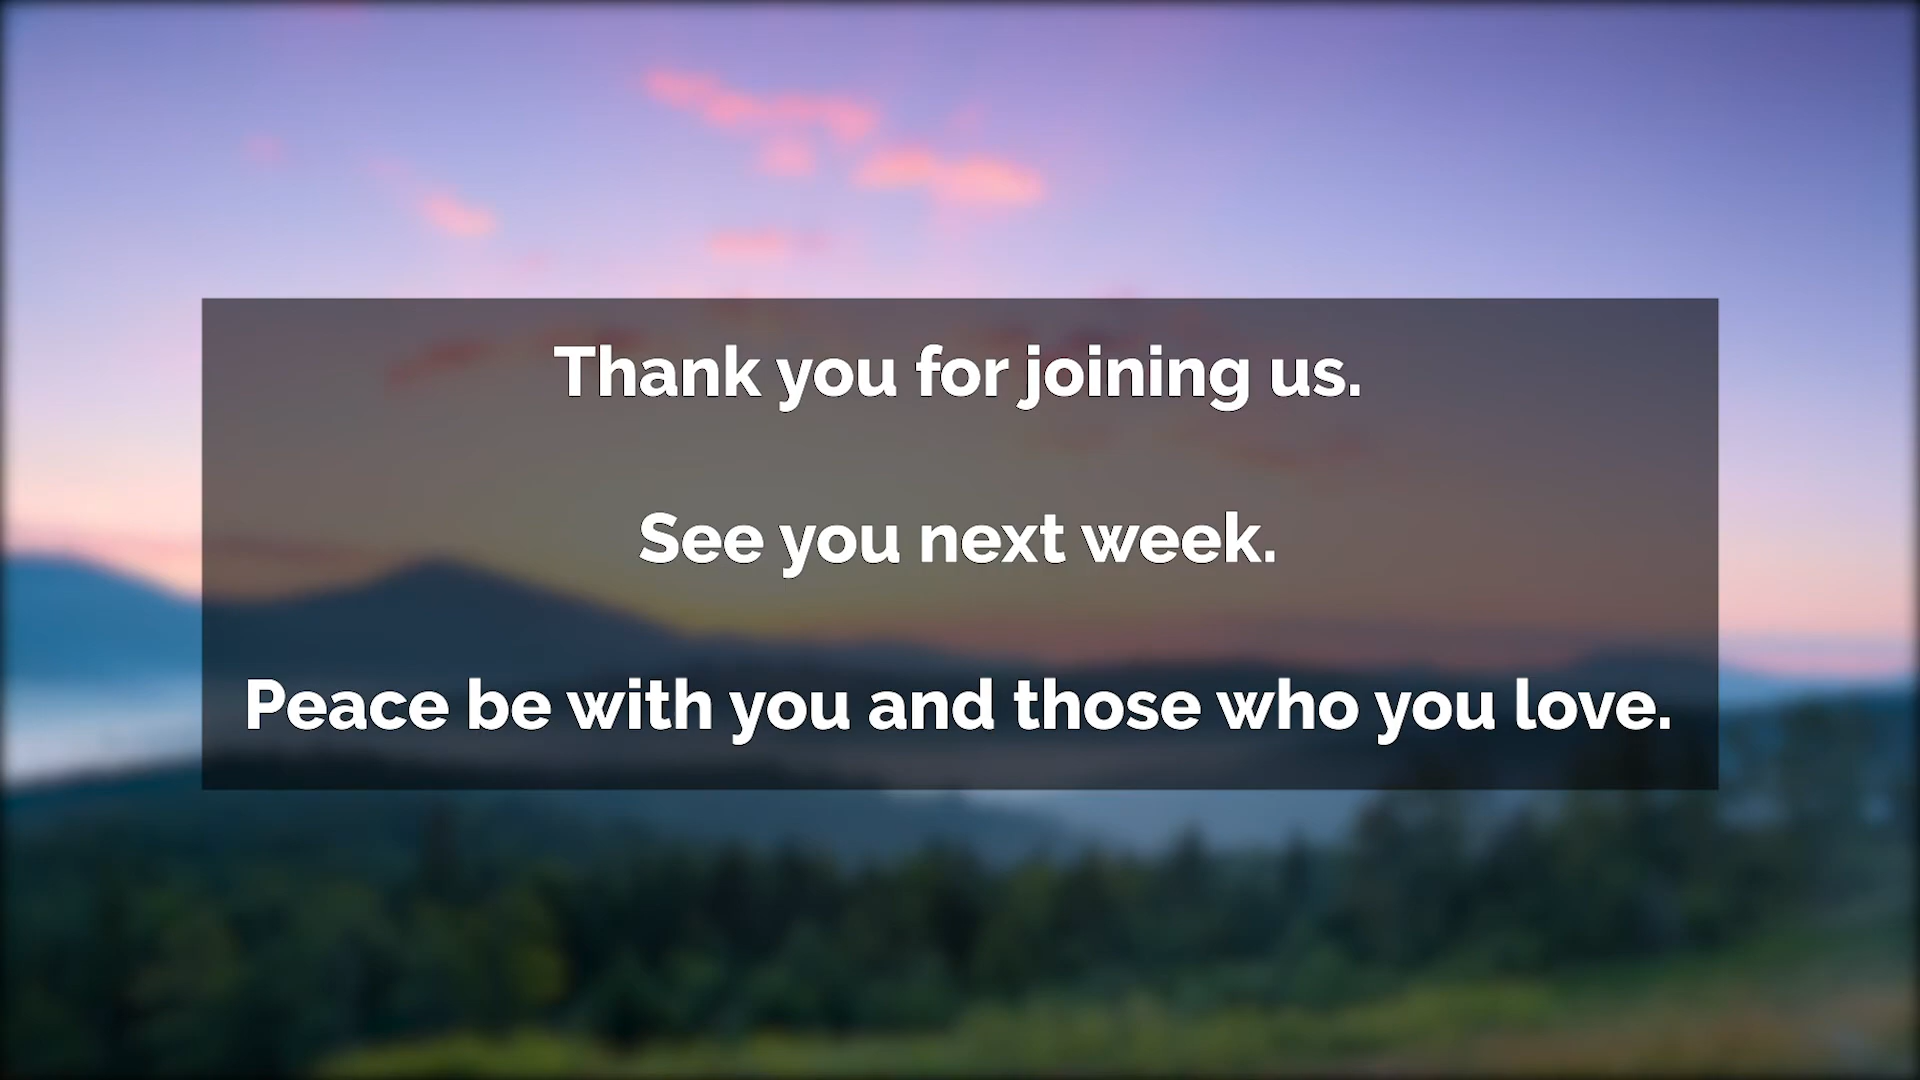 Thank you for joining us.
See you next week.
Peace be with you and those who you love.